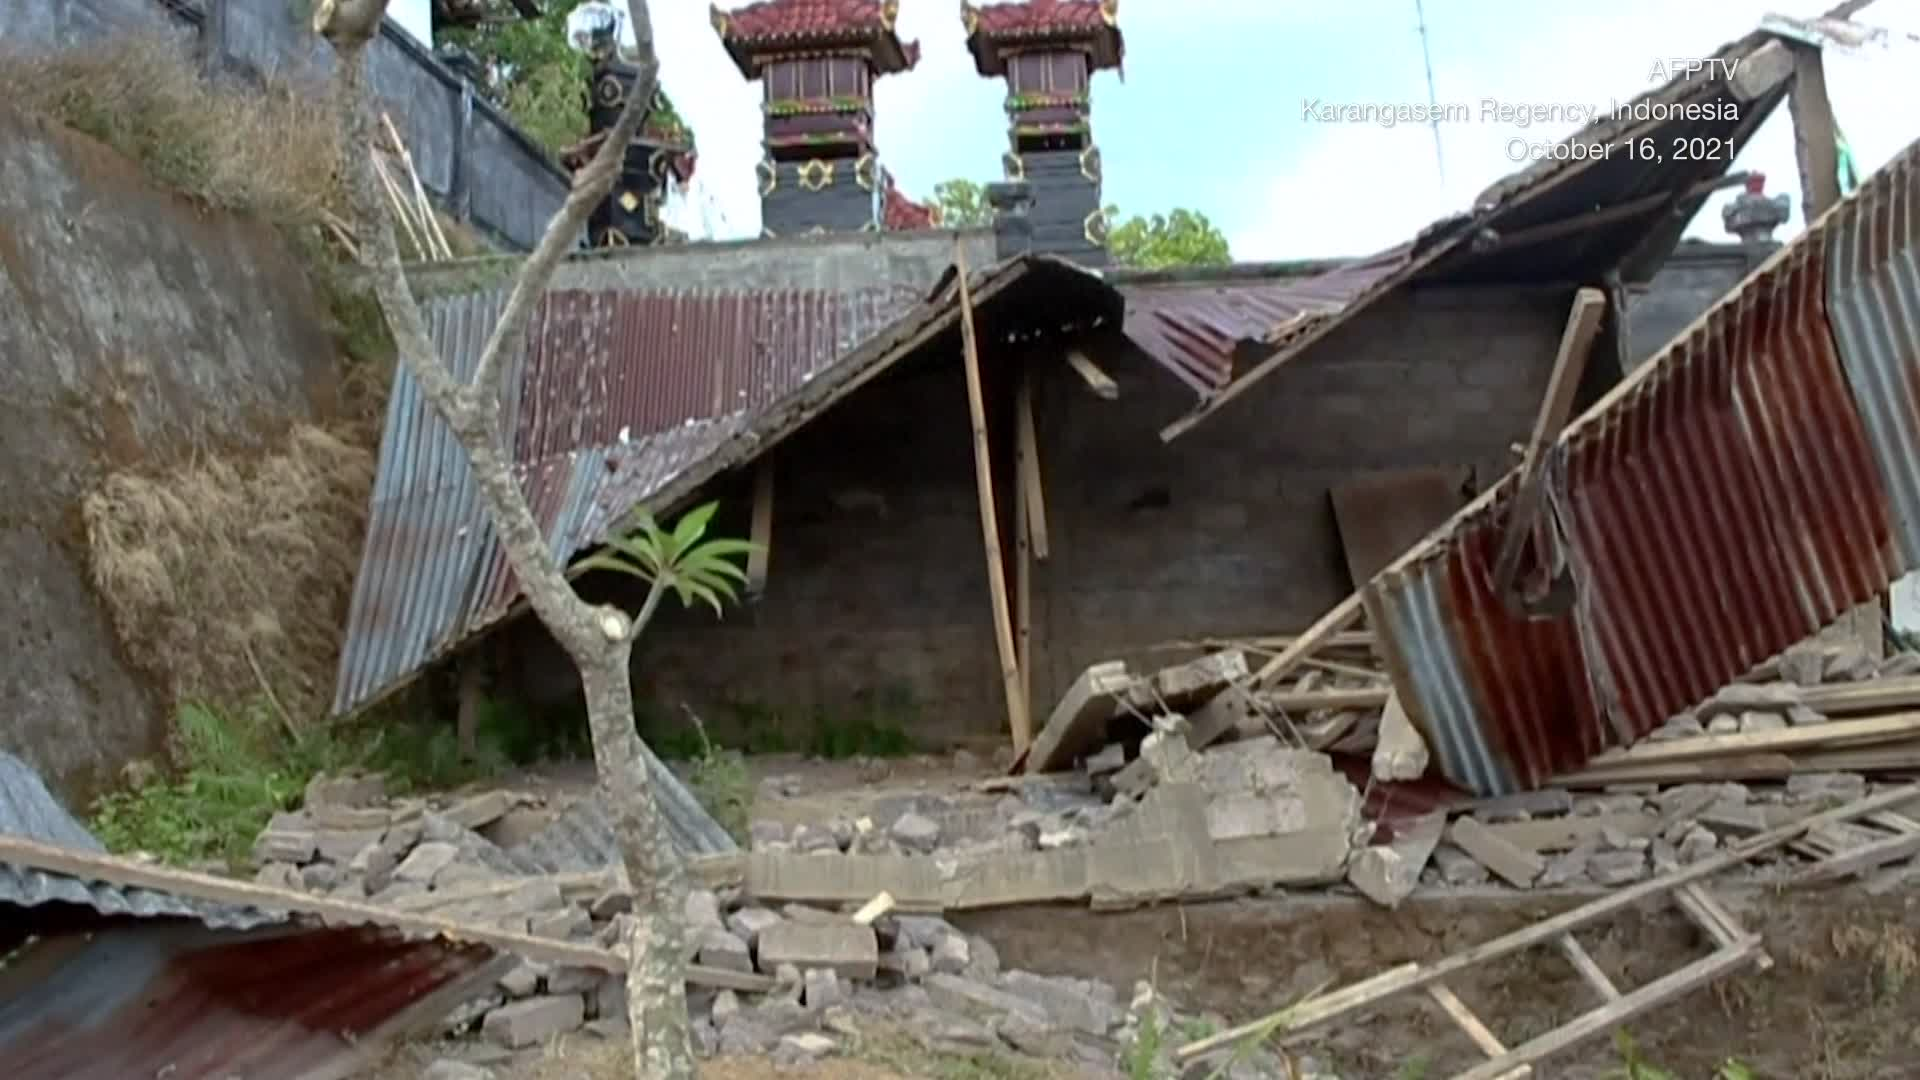 AFPTV
Karangasem Regency, Indonesia
October 16, 2021